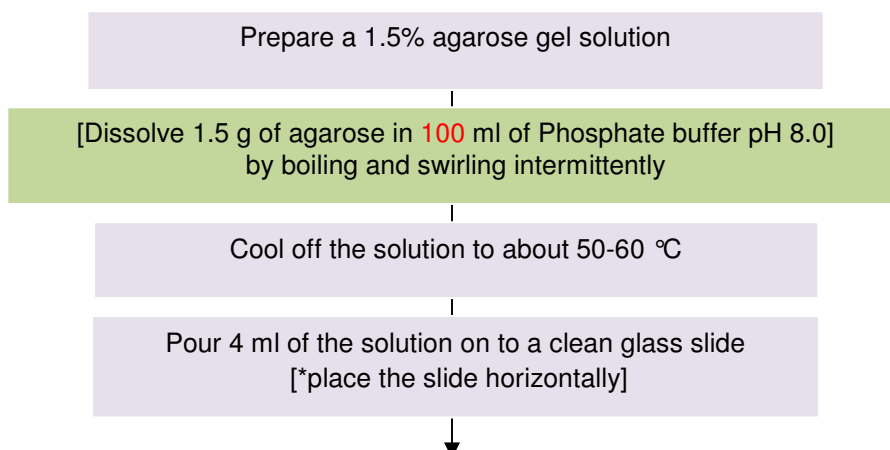 Prepare a 1.5% agarose gel solution
[Dissolve 1.5 g of agarose in 100 ml of Phosphate buffer pH 8.0]
by boiling and swirling intermittently
Cool off the solution to about 50-60 °C
Pour 4 ml of the solution on to a clean glass slide
[*place the slide horizontally]